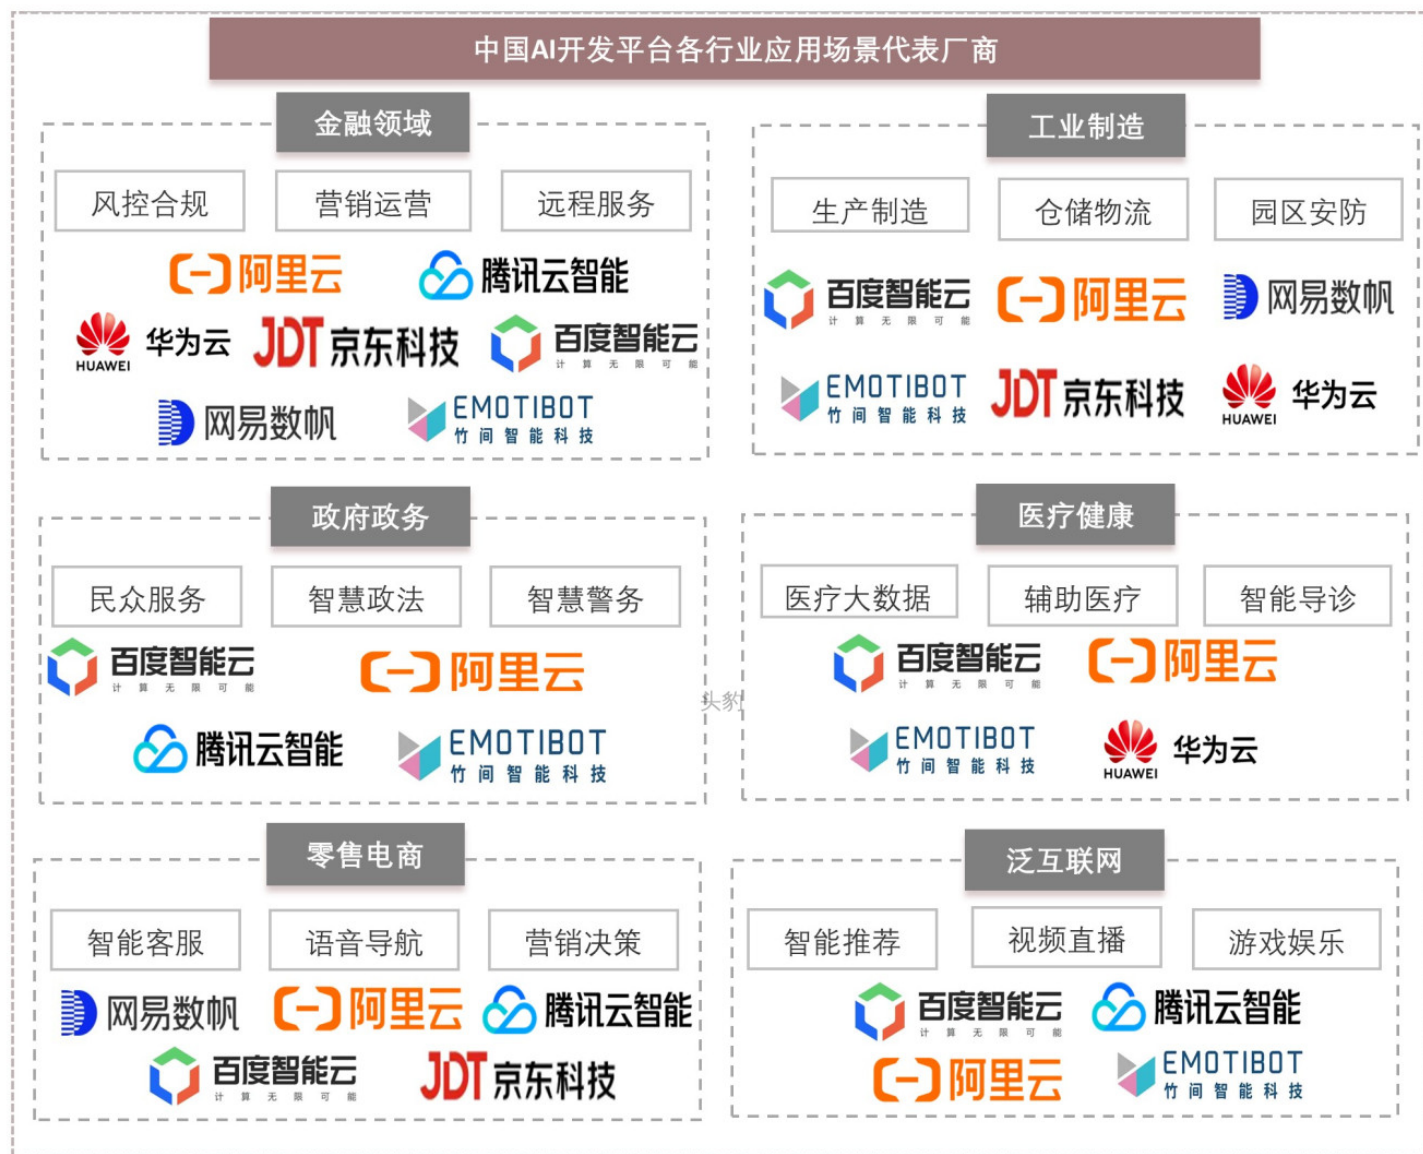 中国AI开发平台各行业应用场景代表厂商
金融领域
风控合规 营销运营 远程服务
阿里云 腾讯云智能
HUAWEI 华为云 JDT 京东科技 百度智能云
计算无限可能
网易数帆 EMOTIBOT
竹间智能科技
工业制造
生产制造 仓储物流 园区安防
百度智能云 阿里云 网易数帆
计算无限可能
EMOTIBOT JDT 京东科技 HUAWEI 华为云
竹间智能科技
政府政务
民众服务 智慧政法 智慧警务
百度智能云 阿里云
计算无限可能
腾讯云智能 EMOTIBOT
竹间智能科技
医疗健康
医疗大数据 辅助医疗 智能导诊
百度智能云 阿里云
计算无限可能
EMOTIBOT HUAWEI 华为云
竹间智能科技
头豹
零售电商
智能客服 语音导航 营销决策
网易数帆 阿里云 腾讯云智能
百度智能云 JDT 京东科技
计算无限可能
泛互联网
智能推荐 视频直播 游戏娱乐
百度智能云 腾讯云智能
计算无限可能
阿里云 EMOTIBOT
竹间智能科技